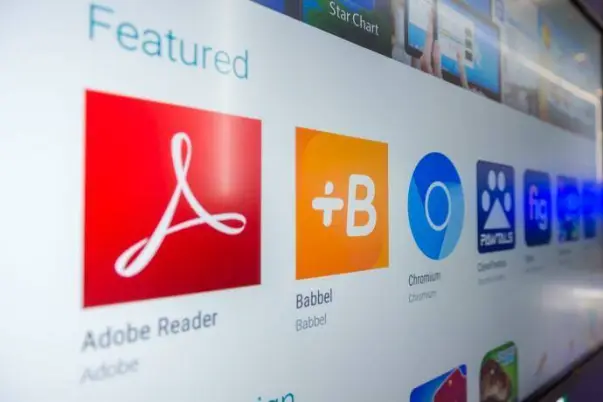 Star Chart
Featured
+B
PAWTALS
fig
Adobe Reader
Adobe
Babbel
Babbel
Chromium
Chromium